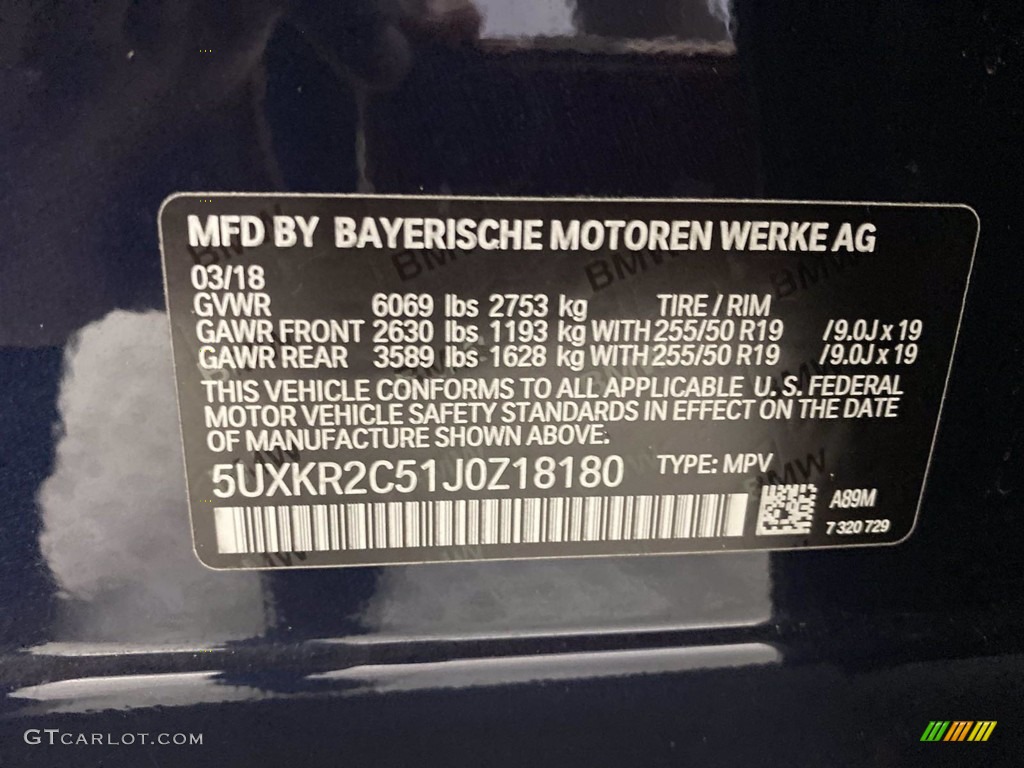 MFD BY BAYERISCHE MOTOREN WERKE AG
03/18
GVWR 6069 lbs 2753 kg TIRE / RIM
GAWR FRONT 2630 lbs 1193 kg WITH 255/50 R19 /9.0J x 19
GAWR REAR 3589 lbs 1628 kg WITH 255/50 R19 /9.0J x 19
THIS VEHICLE CONFORMS TO ALL APPLICABLE U.S. FEDERAL
MOTOR VEHICLE SAFETY STANDARDS IN EFFECT ON THE DATE
OF MANUFACTURE SHOWN ABOVE:
5UXKR2C51J0Z18180 TYPE: MPV
A89M
7 320 729
GTCARLOT.COM